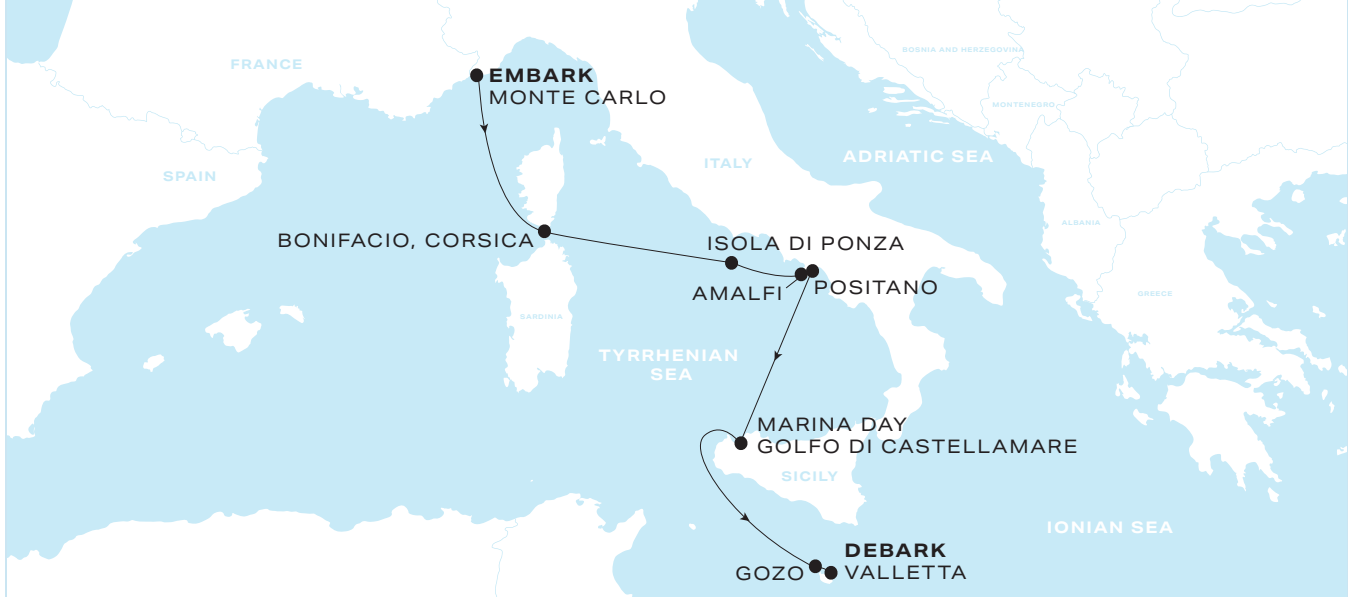 BOSNIA AND HERZEGOVINA
FRANCE
EMBARK
MONTE CARLO
MONTENEGRO
ADRIATIC SEA
ITALY
SPAIN
ALBANIA
BONIFACIO, CORSICA
ISOLA DI PONZA
AMALFI
POSITANO
GREECE
SARDINIA
TYRRHENIAN
SEA
MARINA DAY
GOLFO DI CASTELLAMARE
SICILY
IONIAN SEA
DEBARK
GOZO
VALLETTA